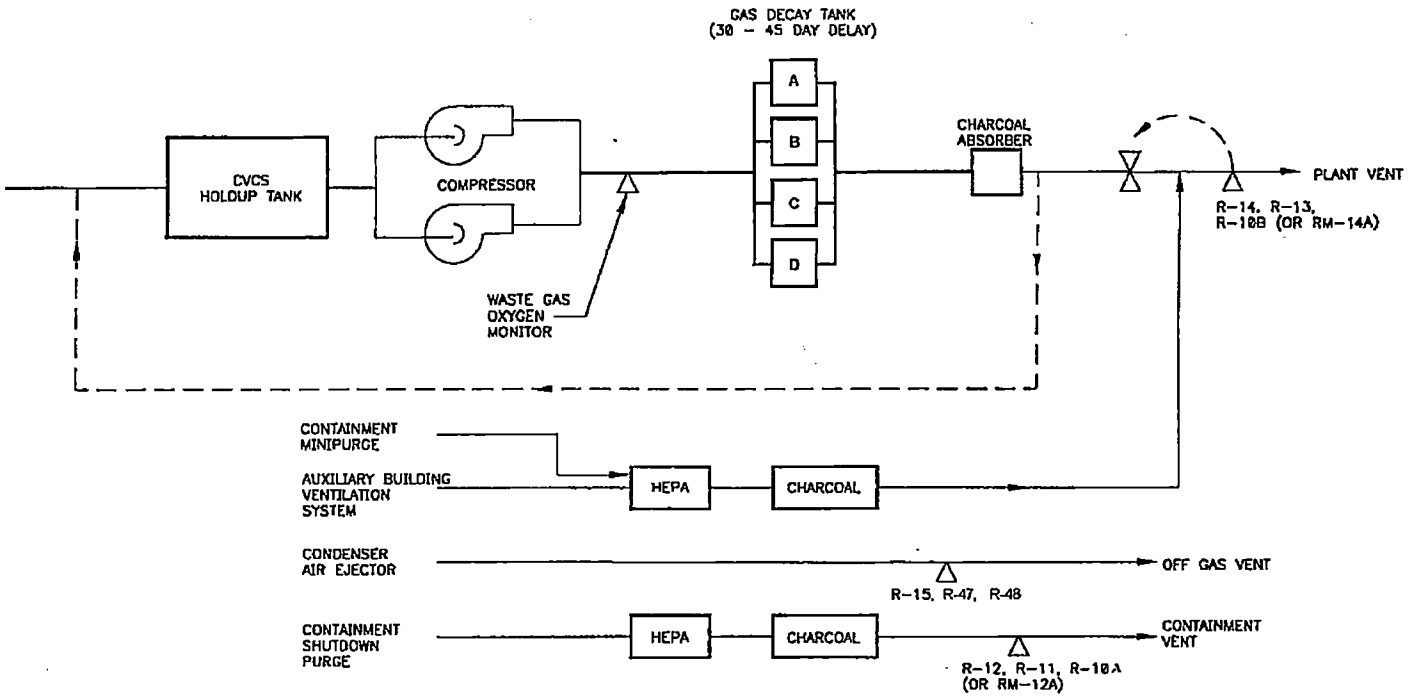 GAS DECAY TANK
(30 - 45 DAY DELAY)
A
B
C
D
CVCS
HOLDUP TANK
COMPRESSOR
CHARCOAL
ABSORBER
PLANT VENT
R-14, R-13,
R-10B (OR RM-14A)
WASTE GAS
OXYGEN
MONITOR
CONTAINMENT
MINIPURGE
AUXILIARY BUILDING
VENTILATION
SYSTEM
HEPA
CHARCOAL
CONDENSER
AIR EJECTOR
OFF GAS VENT
R-15, R-47, R-48
CONTAINMENT
SHUTDOWN
PURGE
HEPA
CHARCOAL
CONTAINMENT
VENT
R-12, R-11, R-10A
(OR RM-12A)